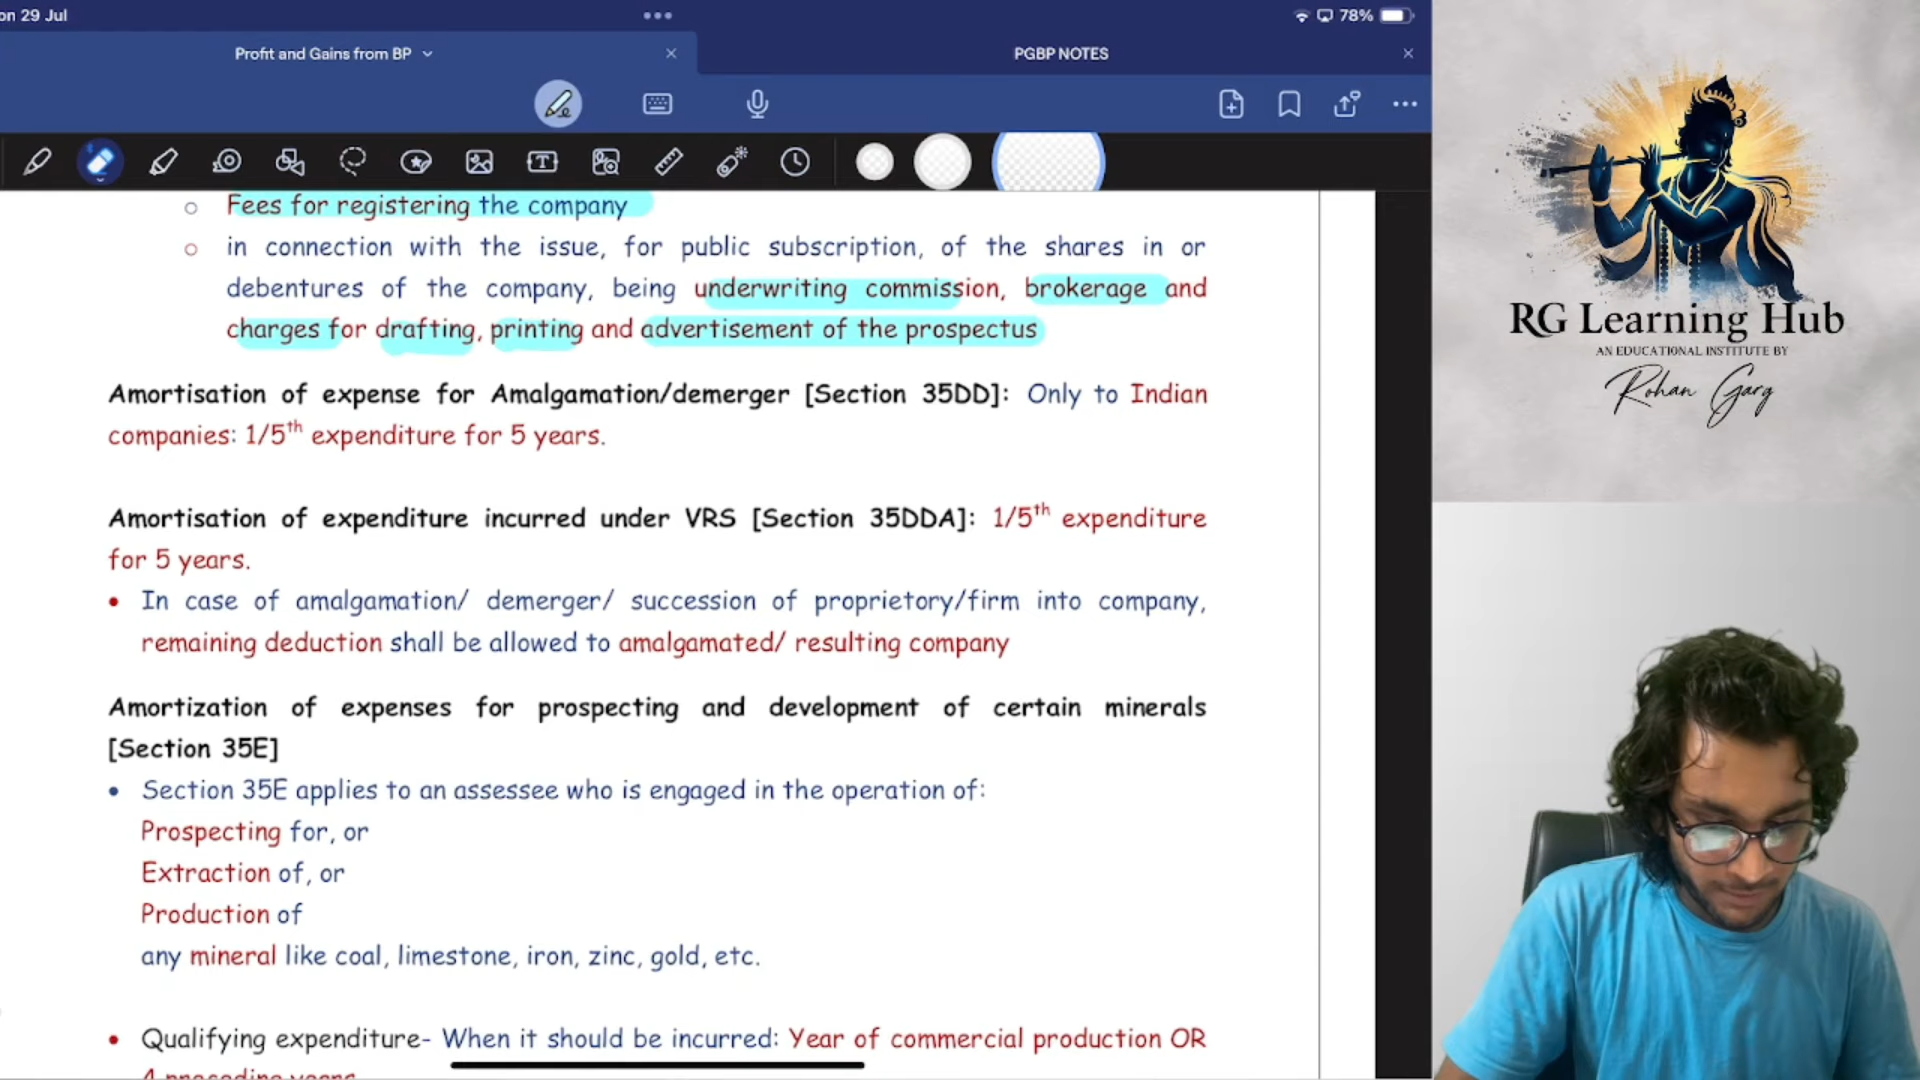 on 29 Jul
78%
Profit and Gains from BP
PGBP NOTES
Fees for registering the company
in connection with the issue, for public subscription, of the shares in or
debentures of the company, being underwriting commission, brokerage and
charges for drafting, printing and advertisement of the prospectus
Amortisation of expense for Amalgamation/demerger [Section 35DD]: Only to Indian
companies: 1/5th expenditure for 5 years.
Amortisation of expenditure incurred under VRS [Section 35DDA]: 1/5th expenditure
for 5 years.
In case of amalgamation/ demerger/ succession of proprietory/firm into company,
remaining deduction shall be allowed to amalgamated/ resulting company
Amortization of expenses for prospecting and development of certain minerals
[Section 35E]
Section 35E applies to an assessee who is engaged in the operation of:
Prospecting for, or
Extraction of, or
Production of
any mineral like coal, limestone, iron, zinc, gold, etc.
Qualifying expenditure- When it should be incurred: Year of commercial production OR
4 preceding years
RG Learning Hub
AN EDUCATIONAL INSTITUTE BY
Rohan Garg